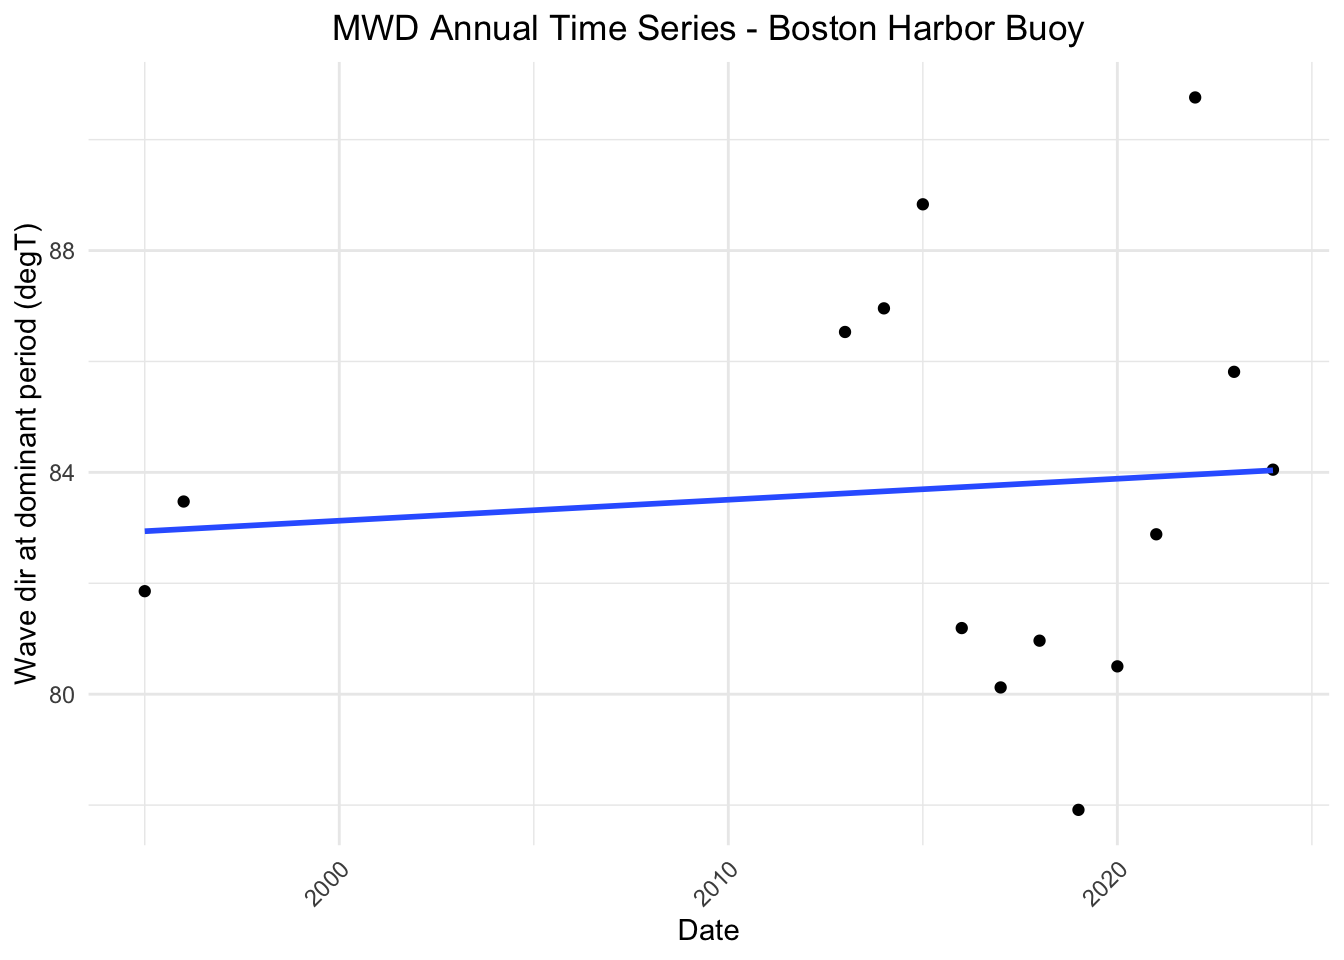 MWD Annual Time Series - Boston Harbor Buoy
Wave dir at dominant period (degT)
88
84
80
2000
2010
2020
Date